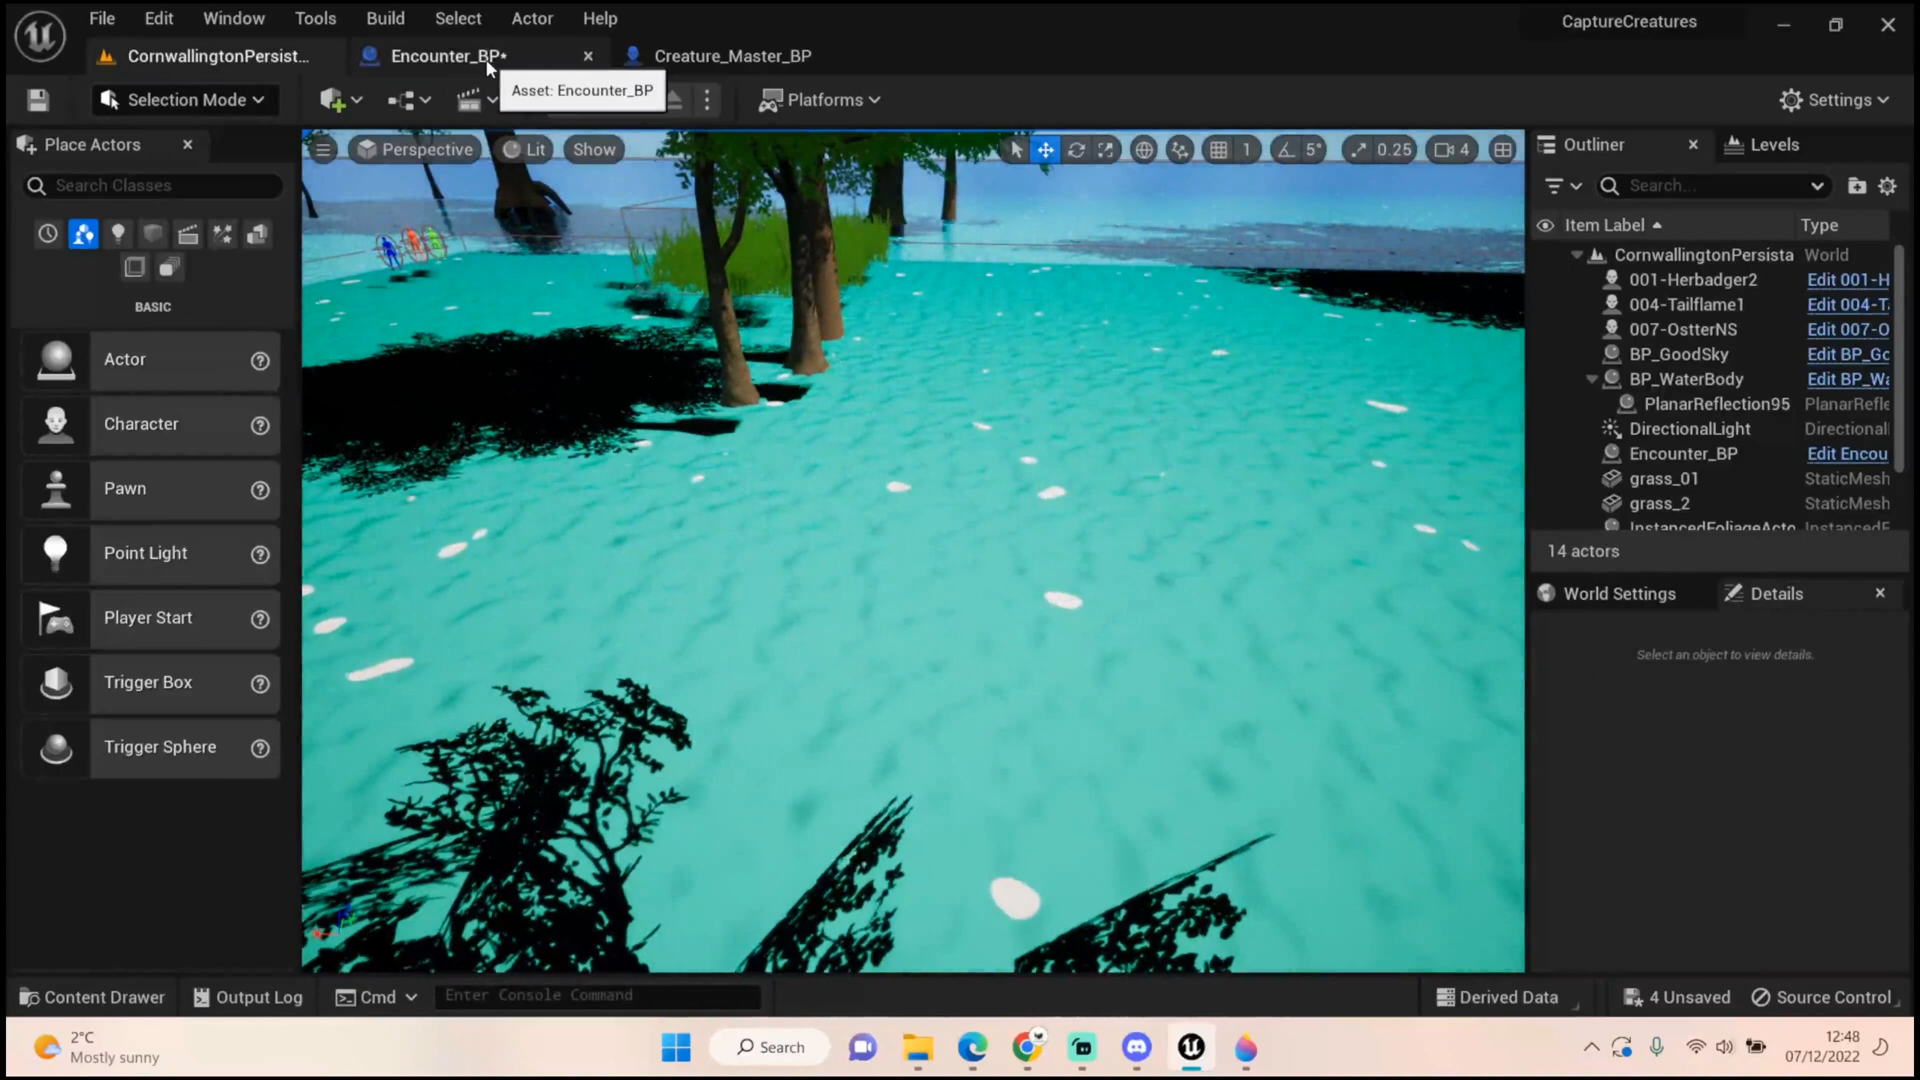 File Edit Window Tools Build Select Actor Help
CaptureCreatures
CornwallingtonPersist...
Encounter_BP*
Creature_Master_BP
Selection Mode
Asset: Encounter_BP
Platforms
Settings
Place Actors
Search Classes
BASIC
Actor
Character
Pawn
Point Light
Player Start
Trigger Box
Trigger Sphere
Perspective
Lit
Show
1
5°
0.25
4
Outliner
Levels
Search...
Item Label
Type
CornwallingtonPersista World
001-Herbadger2 Edit 001-H
004-Tailflame1 Edit 004-T
007-OstterNS Edit 007-O
BP_GoodSky Edit BP_Go
BP_WaterBody Edit BP_Wa
PlanarReflection95 PlanarRefle
DirectionalLight Directional
Encounter_BP Edit Encou
grass_01 StaticMesh
grass_2 StaticMesh
InstancedFoliageActo InstancedF
14 actors
World Settings
Details
Select an object to view details.
Content Drawer
Output Log
Cmd
Enter Console Command
Derived Data
4 Unsaved
Source Control
2°C
Mostly sunny
Search
12:48
07/12/2022